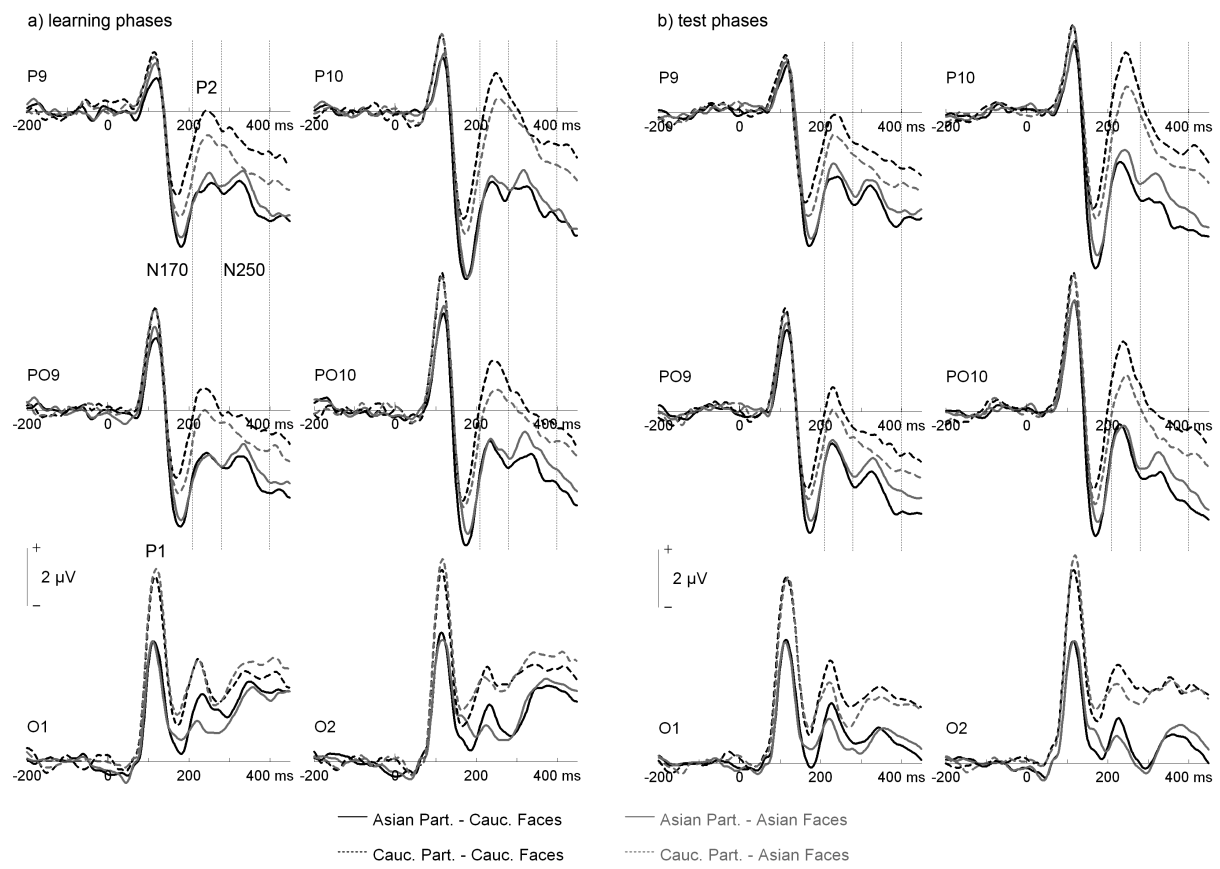 a) learning phases
b) test phases
P9
P2
P10
P9
P10
-200 0 200 400 ms
-200 0 200 400 ms
-200 0 200 400 ms
-200 0 200 400 ms
N170 N250
PO9
PO10
PO9
PO10
-200 0 200 400 ms
-200 0 200 400 ms
-200 0 200 400 ms
-200 0 200 400 ms
+
2 µV
–
P1
+
2 µV
–
O1
O2
O1
O2
-200 0 200 400 ms
-200 0 200 400 ms
-200 0 200 400 ms
-200 0 200 400 ms
Asian Part. - Cauc. Faces
Asian Part. - Asian Faces
Cauc. Part. - Cauc. Faces
Cauc. Part. - Asian Faces